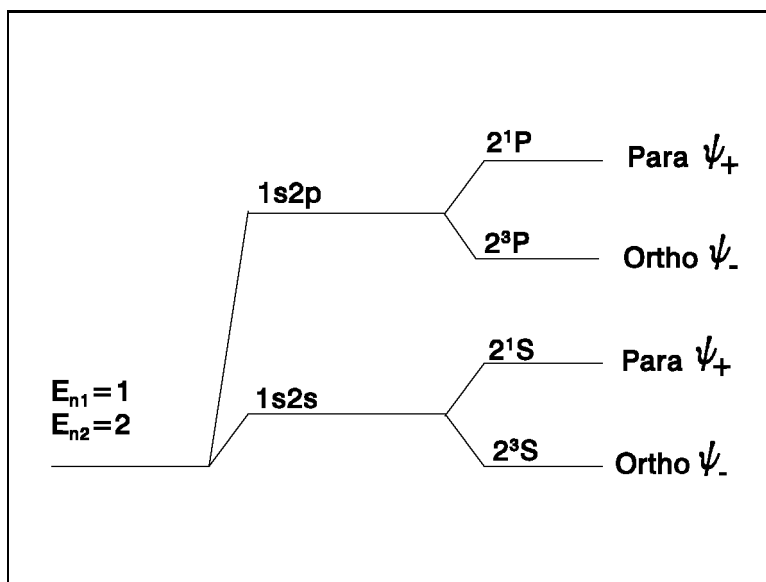 2¹P
Para ψ₊
1s2p
2³P
Ortho ψ₋
2¹S
Para ψ₊
Eₙ₁=1
1s2s
Eₙ₂=2
2³S
Ortho ψ₋